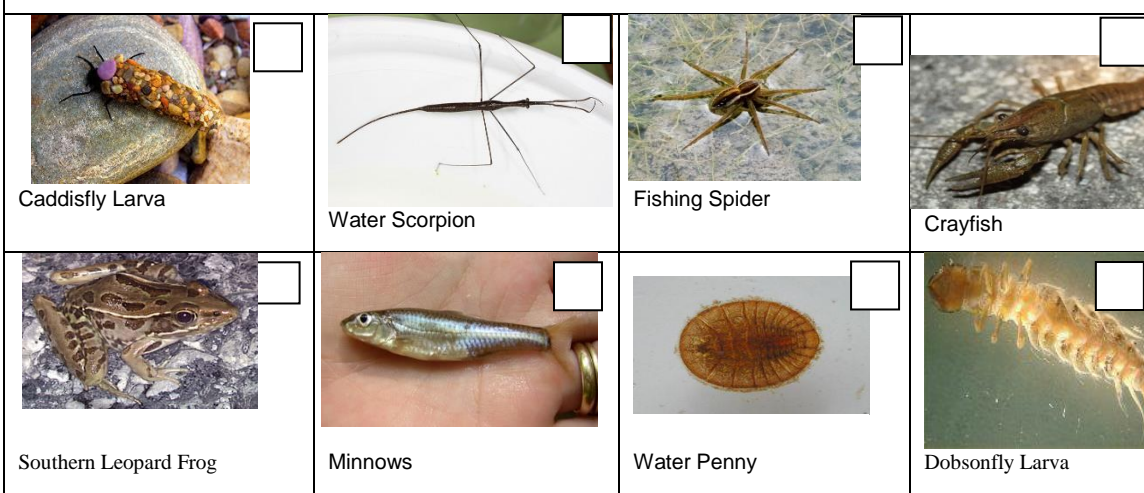 Caddisfly Larva
Water Scorpion
Fishing Spider
Crayfish
Southern Leopard Frog
Minnows
Water Penny
Dobsonfly Larva